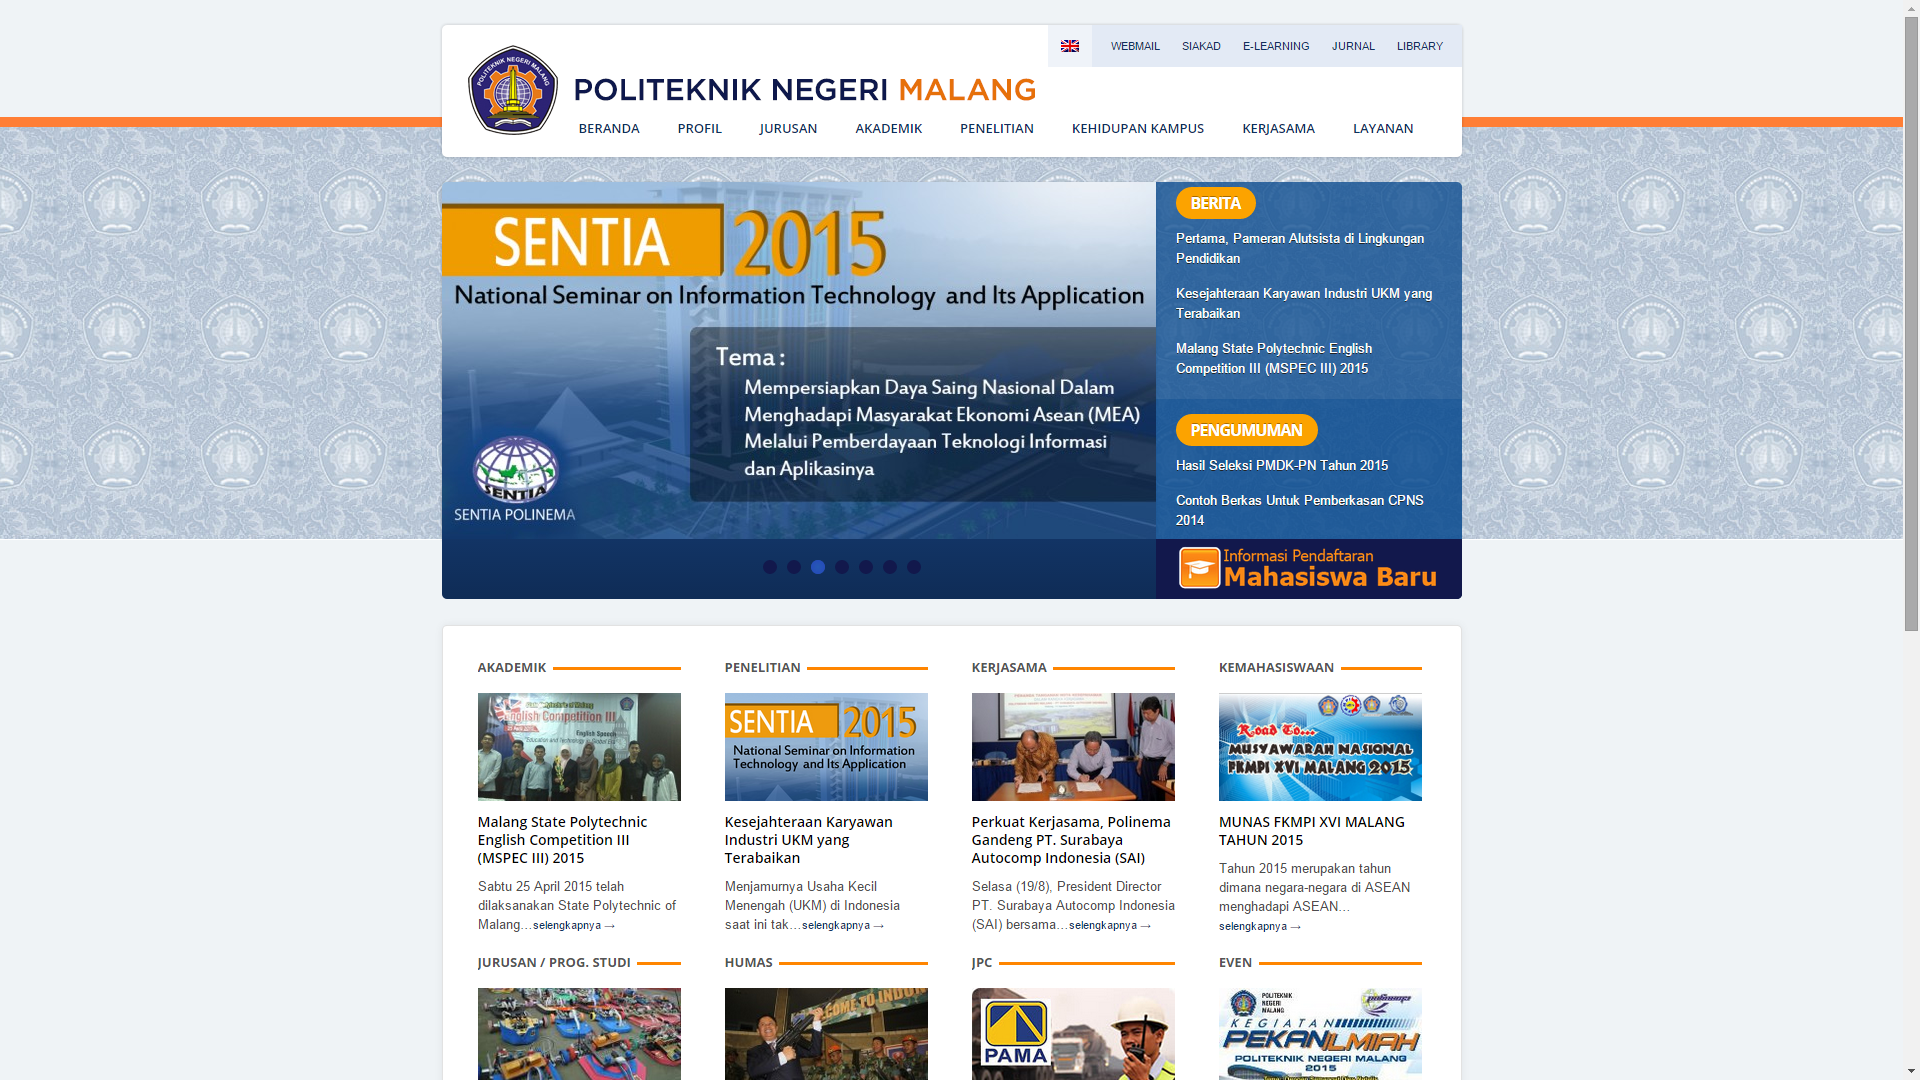 WEBMAIL SIAKAD E-LEARNING JURNAL LIBRARY
POLITEKNIK NEGERI MALANG
POLITEKNIK NEGERI MALANG
BERANDA PROFIL JURUSAN AKADEMIK PENELITIAN KEHIDUPAN KAMPUS KERJASAMA LAYANAN
SENTIA 2015
National Seminar on Information Technology and Its Application
Tema :
Mempersiapkan Daya Saing Nasional Dalam
Menghadapi Masyarakat Ekonomi Asean (MEA)
Melalui Pemberdayaan Teknologi Informasi
dan Aplikasinya
SENTIA
SENTIA POLINEMA
BERITA
Pertama, Pameran Alutsista di Lingkungan
Pendidikan
Kesejahteraan Karyawan Industri UKM yang
Terabaikan
Malang State Polytechnic English
Competition III (MSPEC III) 2015
PENGUMUMAN
Hasil Seleksi PMDK-PN Tahun 2015
Contoh Berkas Untuk Pemberkasan CPNS
2014
Informasi Pendaftaran
Mahasiswa Baru
AKADEMIK
English Competition III
English Speech
Malang State Polytechnic
English Competition III
(MSPEC III) 2015
Sabtu 25 April 2015 telah
dilaksanakan State Polytechnic of
Malang…selengkapnya →
PENELITIAN
SENTIA 2015
National Seminar on Information
Technology and Its Application
Kesejahteraan Karyawan
Industri UKM yang
Terabaikan
Menjamurnya Usaha Kecil
Menengah (UKM) di Indonesia
saat ini tak…selengkapnya →
KERJASAMA
Perkuat Kerjasama, Polinema
Gandeng PT. Surabaya
Autocomp Indonesia (SAI)
Selasa (19/8), President Director
PT. Surabaya Autocomp Indonesia
(SAI) bersama…selengkapnya →
KEMAHASISWAAN
Road To...
MUSYAWARAH NASIONAL
FKMPI XVI MALANG 2015
MUNAS FKMPI XVI MALANG
TAHUN 2015
Tahun 2015 merupakan tahun
dimana negara-negara di ASEAN
menghadapi ASEAN…
selengkapnya →
JURUSAN / PROG. STUDI
HUMAS
COME TO INDON
JPC
PAMA
EVEN
POLITEKNIK
NEGERI
MALANG
KEGIATAN
PEKAN ILMIAH
POLITEKNIK NEGERI MALANG
2015